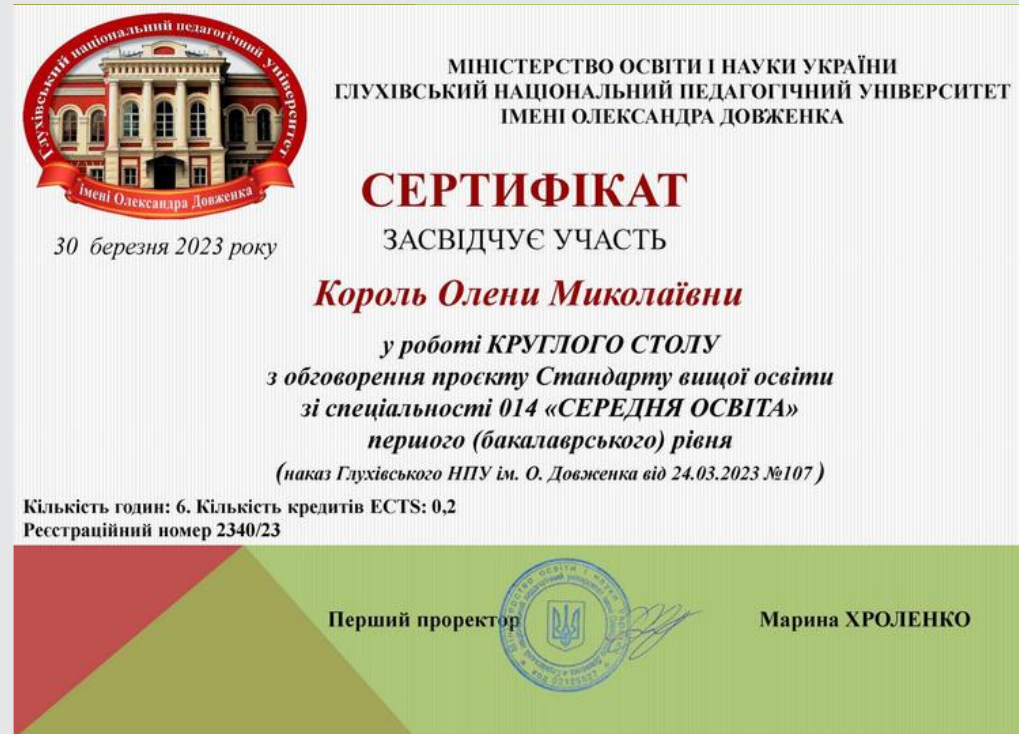 Глухівський національний педагогічний університет
імені Олександра Довженка
30 березня 2023 року
МІНІСТЕРСТВО ОСВІТИ І НАУКИ УКРАЇНИ
ГЛУХІВСЬКИЙ НАЦІОНАЛЬНИЙ ПЕДАГОГІЧНИЙ УНІВЕРСИТЕТ
ІМЕНІ ОЛЕКСАНДРА ДОВЖЕНКА
СЕРТИФІКАТ
ЗАСВІДЧУЄ УЧАСТЬ
Король Олени Миколаївни
у роботі КРУГЛОГО СТОЛУ
з обговорення проєкту Стандарту вищої освіти
зі спеціальності 014 «СЕРЕДНЯ ОСВІТА»
першого (бакалаврського) рівня
(наказ Глухівського НПУ ім. О. Довженка від 24.03.2023 №107 )
Кількість годин: 6. Кількість кредитів ECTS: 0,2
Реєстраційний номер 2340/23
Перший проректор
Марина ХРОЛЕНКО